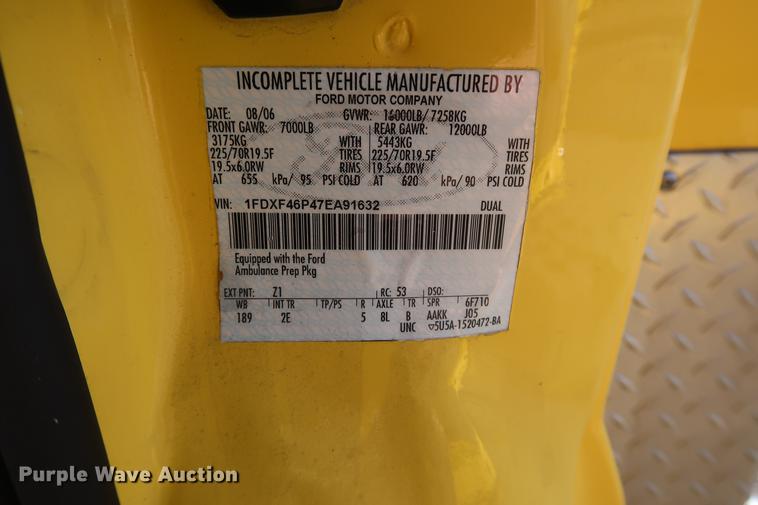 INCOMPLETE VEHICLE MANUFACTURED BY
FORD MOTOR COMPANY
DATE: 08/06 GVWR: 16000LB/ 7258KG
FRONT GAWR: 7000LB REAR GAWR: 12000LB
3175KG WITH 5443KG WITH
225/70R19.5F TIRES 225/70R19.5F TIRES
19.5x6.0RW RIMS 19.5x6.0RW RIMS
AT 655 kPa/ 95 PSI COLD AT 620 kPa/ 90 PSI COLD
VIN: 1FDXF46P47EA91632 DUAL
Equipped with the Ford
Ambulance Prep Pkg
EXT PNT: Z1 RC: 53 DSO:
WB INT TR TP/PS R AXLE TR SPR 6F710
189 2E 5 8L B AAKK J05
UNC ▽5U5A-1520472-BA
Purple Wave Auction